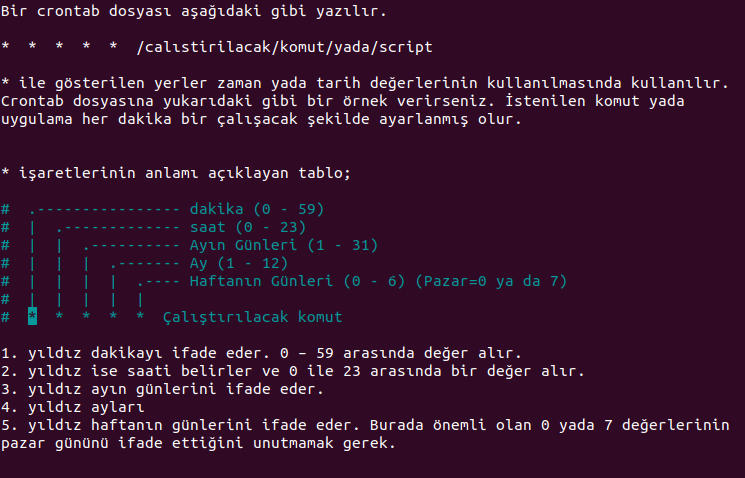 Bir crontab dosyası aşağıdaki gibi yazılır.
*  *  *  *  *  /calıstirilacak/komut/yada/script
* ile gösterilen yerler zaman yada tarih değerlerinin kullanılmasında kullanılır.
Crontab dosyasına yukarıdaki gibi bir örnek verirseniz. İstenilen komut yada
uygulama her dakika bir çalışacak şekilde ayarlanmış olur.
* işaretlerinin anlamı açıklayan tablo;
#  .---------------- dakika (0 - 59)
#  |  .------------- saat (0 - 23)
#  |  |  .---------- Ayın Günleri (1 - 31)
#  |  |  |  .------- Ay (1 - 12)
#  |  |  |  |  .---- Haftanın Günleri (0 - 6) (Pazar=0 ya da 7)
#  |  |  |  |  |
#  *  *  *  *  *  Çalıştırılacak komut
1. yıldız dakikayı ifade eder. 0 – 59 arasında değer alır.
2. yıldız ise saati belirler ve 0 ile 23 arasında bir değer alır.
3. yıldız ayın günlerini ifade eder.
4. yıldız ayları
5. yıldız haftanın günlerini ifade eder. Burada önemli olan 0 yada 7 değerlerinin
pazar gününü ifade ettiğini unutmamak gerek.